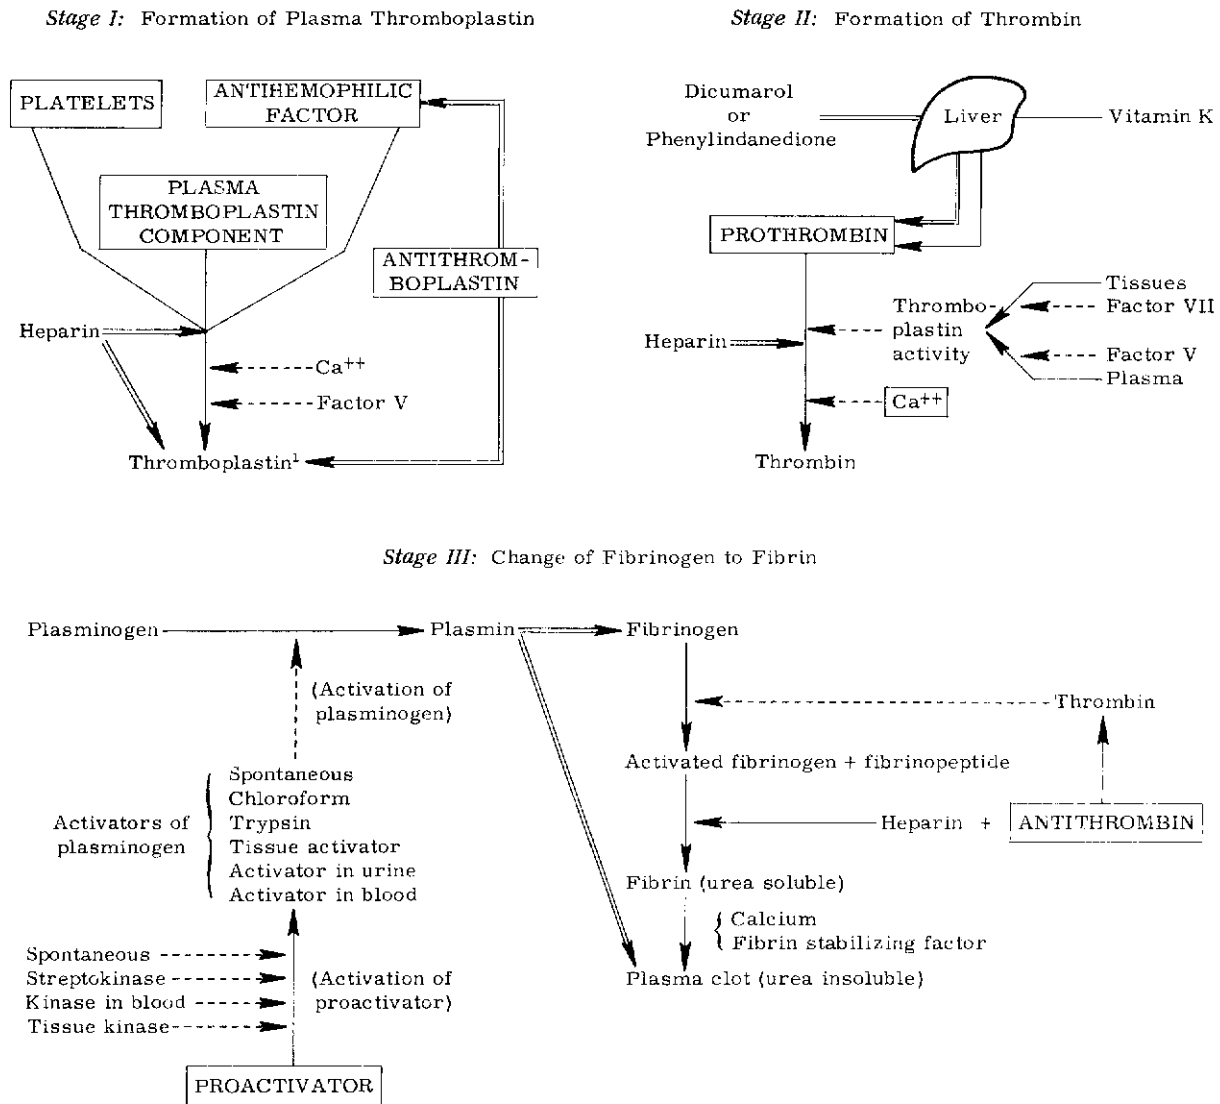 Stage I: Formation of Plasma Thromboplastin
PLATELETS
ANTIHEMOPHILIC
FACTOR
PLASMA
THROMBOPLASTIN
COMPONENT
ANTITHROM-
BOPLASTIN
Heparin
Ca++
Factor V
Thromboplastin1
Stage II: Formation of Thrombin
Dicumarol
or
Phenylindanedione
Liver
Vitamin K
PROTHROMBIN
Heparin
Thrombo-
plastin
activity
Tissues
Factor VII
Factor V
Plasma
Ca++
Thrombin
Stage III: Change of Fibrinogen to Fibrin
Plasminogen
Plasmin
Fibrinogen
(Activation of
plasminogen)
Thrombin
Activated fibrinogen + fibrinopeptide
Activators of
plasminogen
Spontaneous
Chloroform
Trypsin
Tissue activator
Activator in urine
Activator in blood
Heparin + ANTITHROMBIN
Fibrin (urea soluble)
Calcium
Fibrin stabilizing factor
Plasma clot (urea insoluble)
Spontaneous
Streptokinase
Kinase in blood
Tissue kinase
(Activation of
proactivator)
PROACTIVATOR